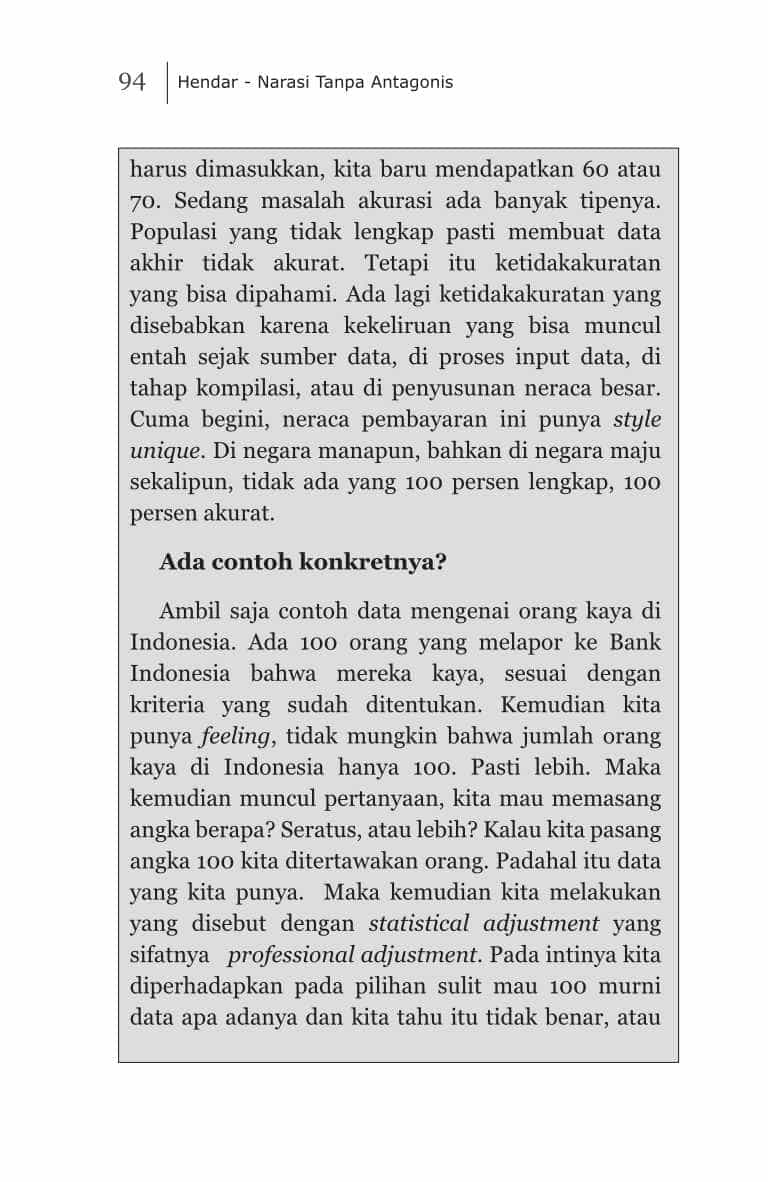 94
Hendar - Narasi Tanpa Antagonis
harus dimasukkan, kita baru mendapatkan 60 atau
70. Sedang masalah akurasi ada banyak tipenya.
Populasi yang tidak lengkap pasti membuat data
akhir tidak akurat. Tetapi itu ketidakakuratan
yang bisa dipahami. Ada lagi ketidakakuratan yang
disebabkan karena kekeliruan yang bisa muncul
entah sejak sumber data, di proses input data, di
tahap kompilasi, atau di penyusunan neraca besar.
Cuma begini, neraca pembayaran ini punya style
unique. Di negara manapun, bahkan di negara maju
sekalipun, tidak ada yang 100 persen lengkap, 100
persen akurat.
Ada contoh konkretnya?
Ambil saja contoh data mengenai orang kaya di
Indonesia. Ada 100 orang yang melapor ke Bank
Indonesia bahwa mereka kaya, sesuai dengan
kriteria yang sudah ditentukan. Kemudian kita
punya feeling, tidak mungkin bahwa jumlah orang
kaya di Indonesia hanya 100. Pasti lebih. Maka
kemudian muncul pertanyaan, kita mau memasang
angka berapa? Seratus, atau lebih? Kalau kita pasang
angka 100 kita ditertawakan orang. Padahal itu data
yang kita punya. Maka kemudian kita melakukan
yang disebut dengan statistical adjustment yang
sifatnya professional adjustment. Pada intinya kita
diperhadapkan pada pilihan sulit mau 100 murni
data apa adanya dan kita tahu itu tidak benar, atau